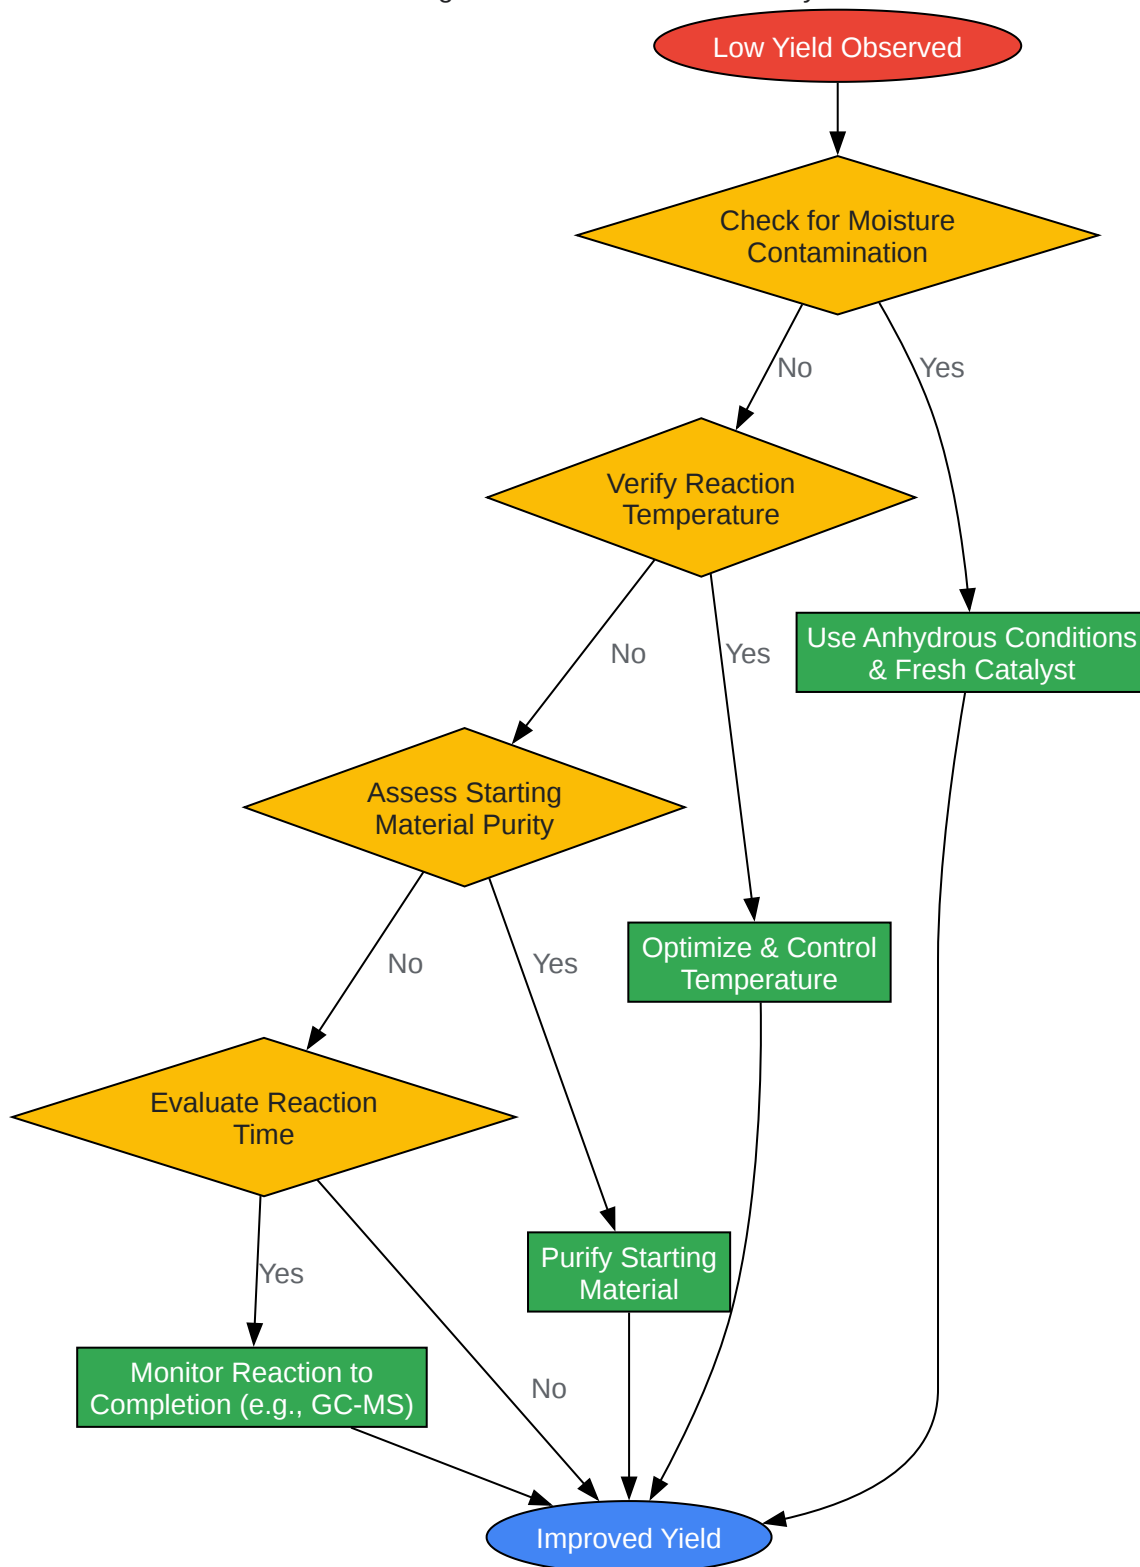 Low Yield Observed
Check for Moisture
Contamination
No
Yes
Verify Reaction
Temperature
Use Anhydrous Conditions
& Fresh Catalyst
No
Yes
Assess Starting
Material Purity
Optimize & Control
Temperature
No
Yes
Evaluate Reaction
Time
Purify Starting
Material
Yes
Monitor Reaction to
Completion (e.g., GC-MS)
No
Improved Yield